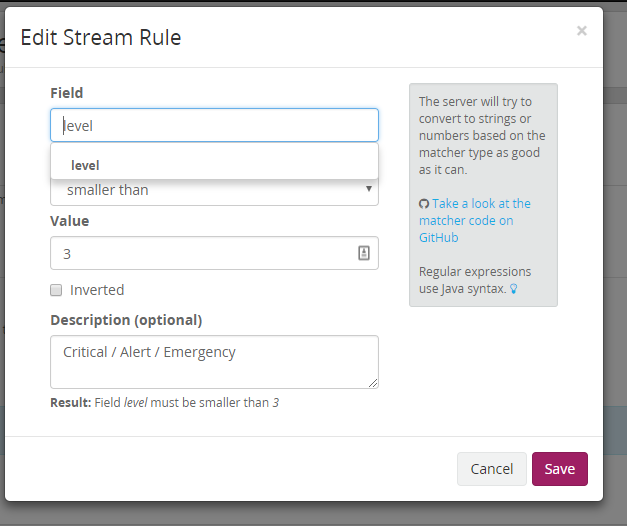 Edit Stream Rule
×
Field
level
level
smaller than
Value
3
Inverted
Description (optional)
Critical / Alert / Emergency
Result: Field level must be smaller than 3
The server will try to
convert to strings or
numbers based on the
matcher type as good
as it can.
Take a look at the
matcher code on
GitHub
Regular expressions
use Java syntax.
Cancel
Save